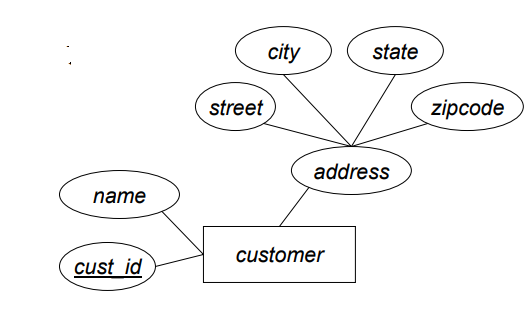 city
state
street
zipcode
address
name
customer
cust_id